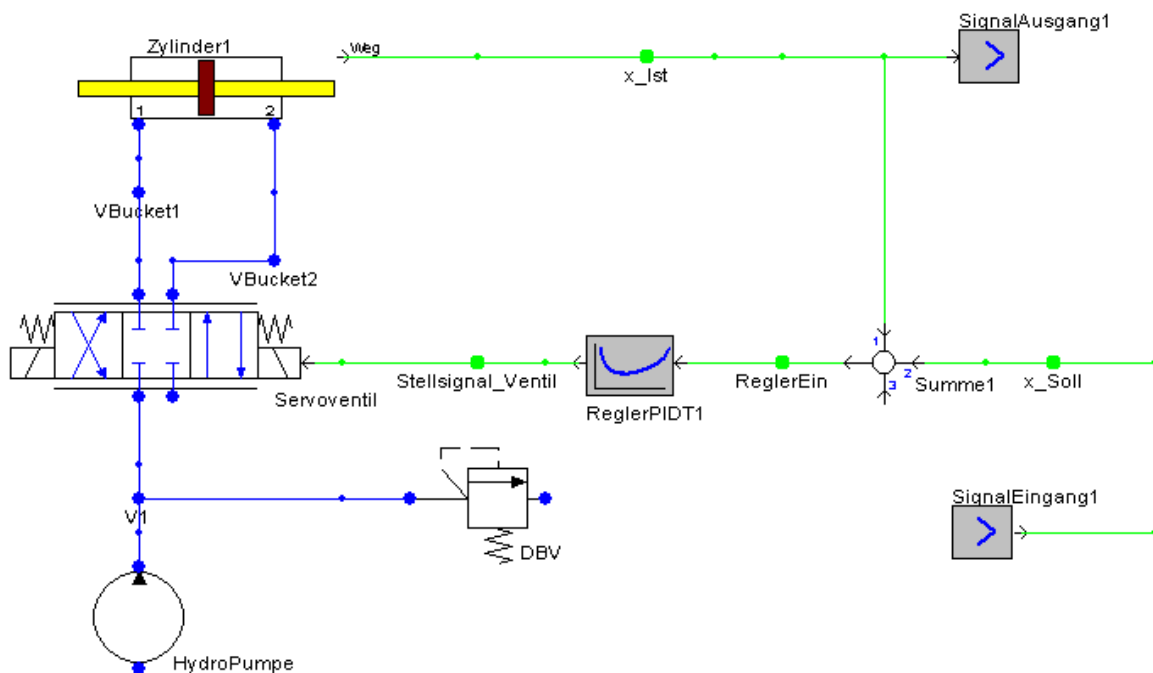 SignalAusgang1
Zylinder1
Weg
x_Ist
1
2
VBucket1
VBucket2
1
2
3
Stellsignal_Ventil
ReglerEin
Summe1
x_Soll
Servoventil
ReglerPIDT1
SignalEingang1
V1
DBV
HydroPumpe